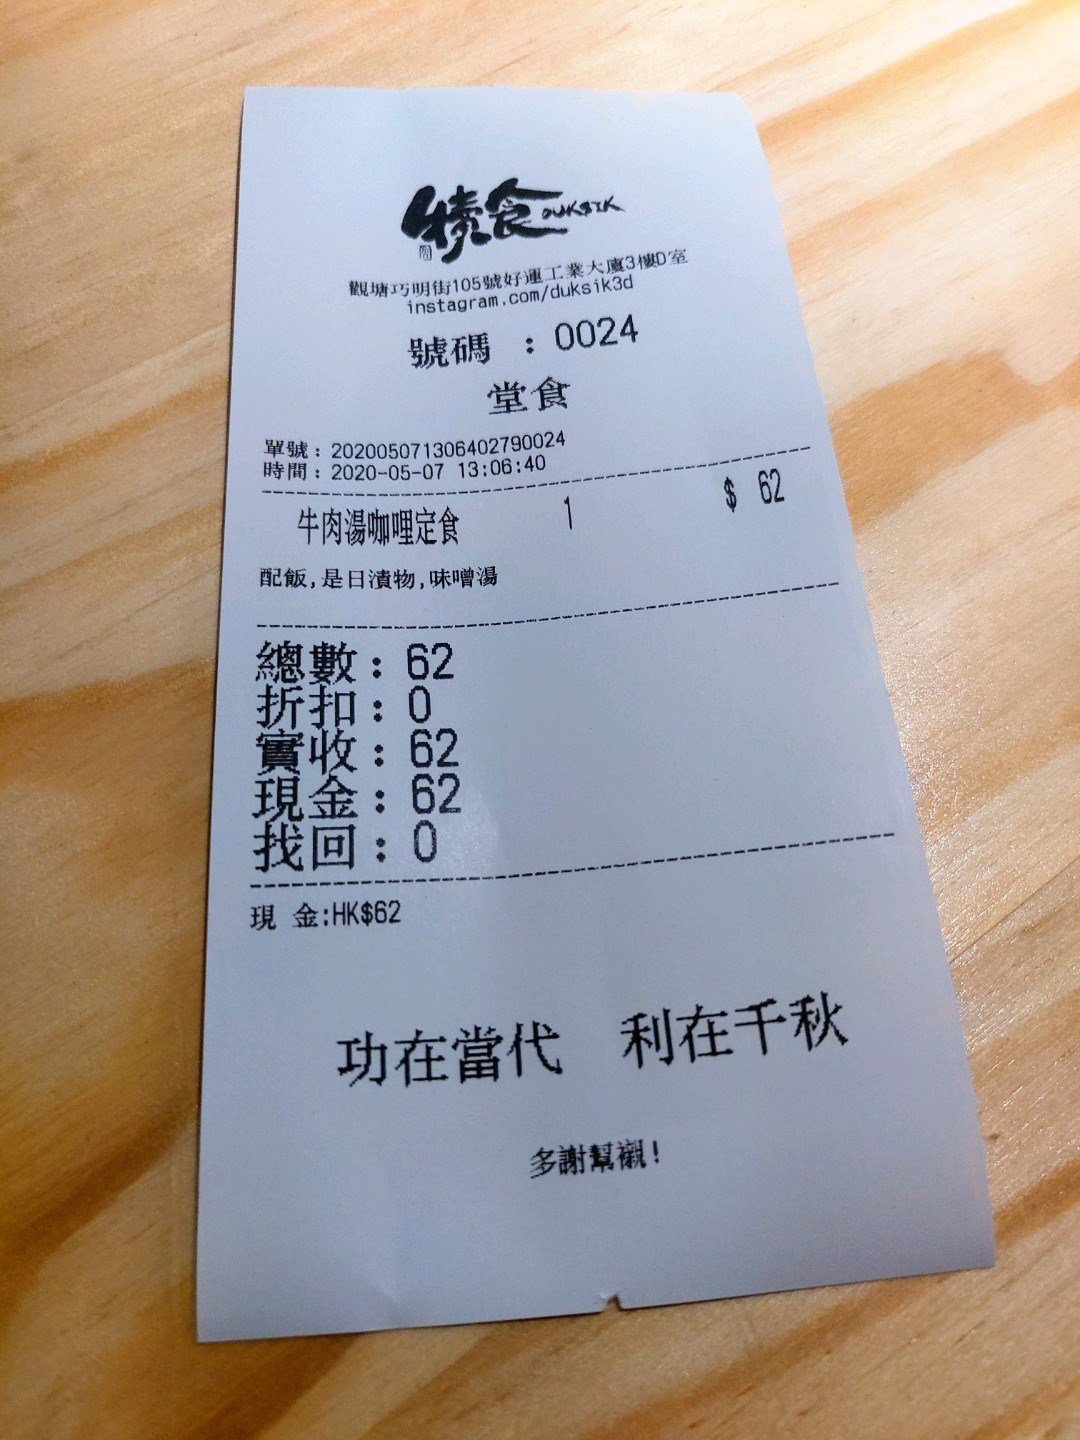 犢食 DUKSIK
觀塘巧明街105號好運工業大廈3樓D室
instagram.com/duksik3d
號碼 : 0024
堂食
單號: 202005071306402790024
時間: 2020-05-07 13:06:40
牛肉湯咖哩定食 1 $ 62
配飯,是日漬物,味噌湯
總數: 62
折扣: 0
實收: 62
現金: 62
找回: 0
現 金:HK$62
功在當代 利在千秋
多謝幫襯!